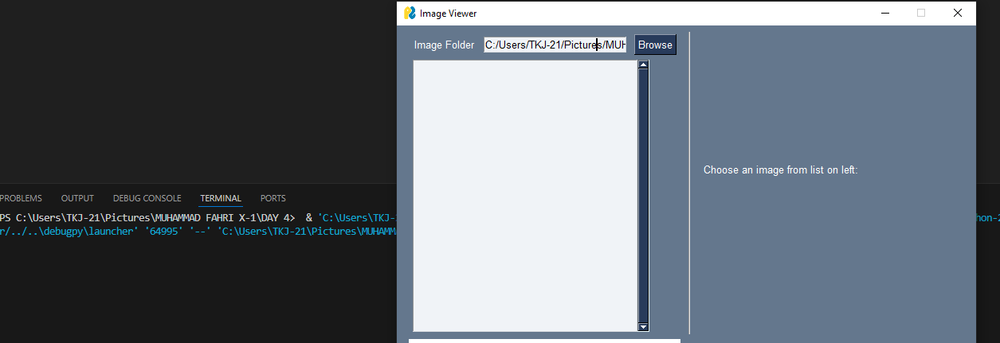 Image Viewer
Image Folder C:/Users/TKJ-21/Pictures/MUH Browse
Choose an image from list on left:
PROBLEMS OUTPUT DEBUG CONSOLE TERMINAL PORTS
PS C:\Users\TKJ-21\Pictures\MUHAMMAD FAHRI X-1\DAY 4> & 'C:\Users\TKJ- hon-2
r/../..\debugpy\launcher' '64995' '--' 'C:\Users\TKJ-21\Pictures\MUHAMMA